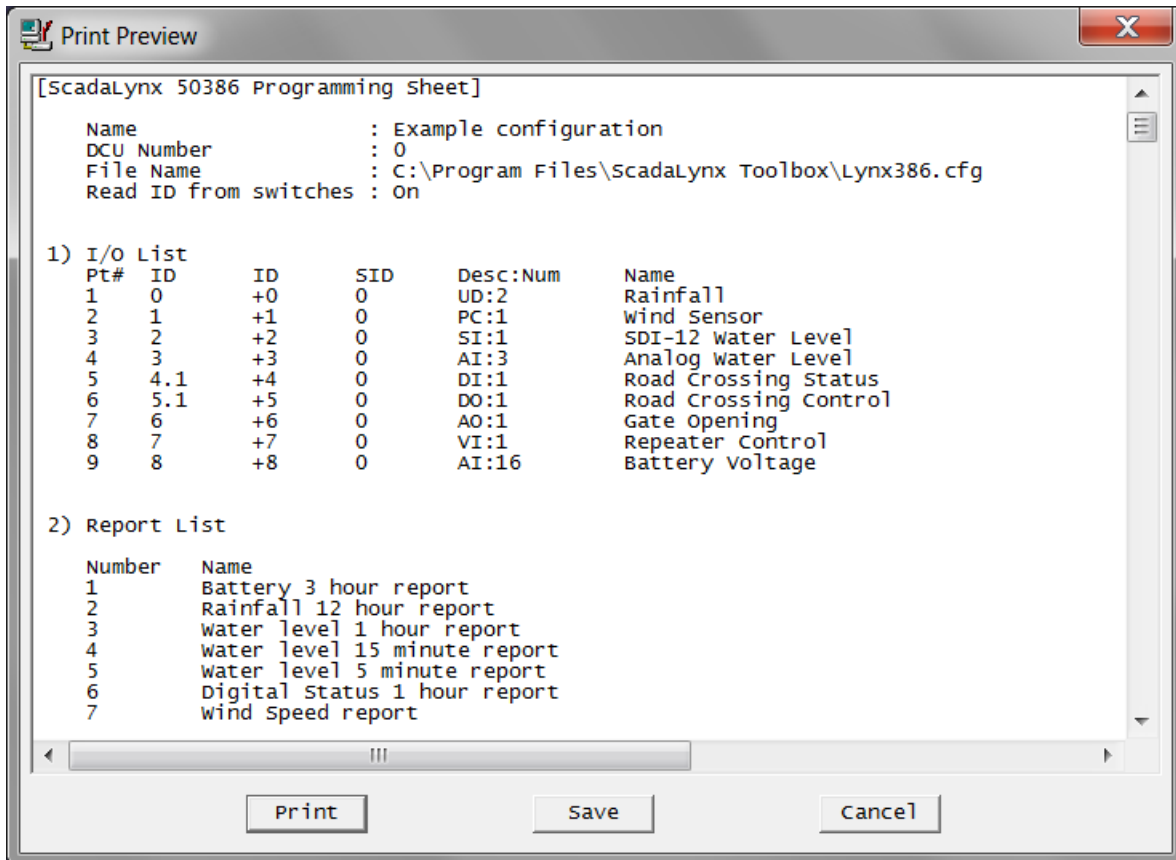 Print Preview
[ScadaLynx 50386 Programming Sheet]
Name : Example configuration
DCU Number : 0
File Name : C:\Program Files\ScadaLynx Toolbox\Lynx386.cfg
Read ID from switches : On
1) I/O List
Pt# ID ID SID Desc:Num Name
1 0 +0 0 UD:2 Rainfall
2 1 +1 0 PC:1 Wind Sensor
3 2 +2 0 SI:1 SDI-12 Water Level
4 3 +3 0 AI:3 Analog Water Level
5 4.1 +4 0 DI:1 Road Crossing Status
6 5.1 +5 0 DO:1 Road Crossing Control
7 6 +6 0 AO:1 Gate Opening
8 7 +7 0 VI:1 Repeater Control
9 8 +8 0 AI:16 Battery Voltage
2) Report List
Number Name
1 Battery 3 hour report
2 Rainfall 12 hour report
3 Water level 1 hour report
4 Water level 15 minute report
5 Water level 5 minute report
6 Digital Status 1 hour report
7 Wind Speed report
Print Save Cancel